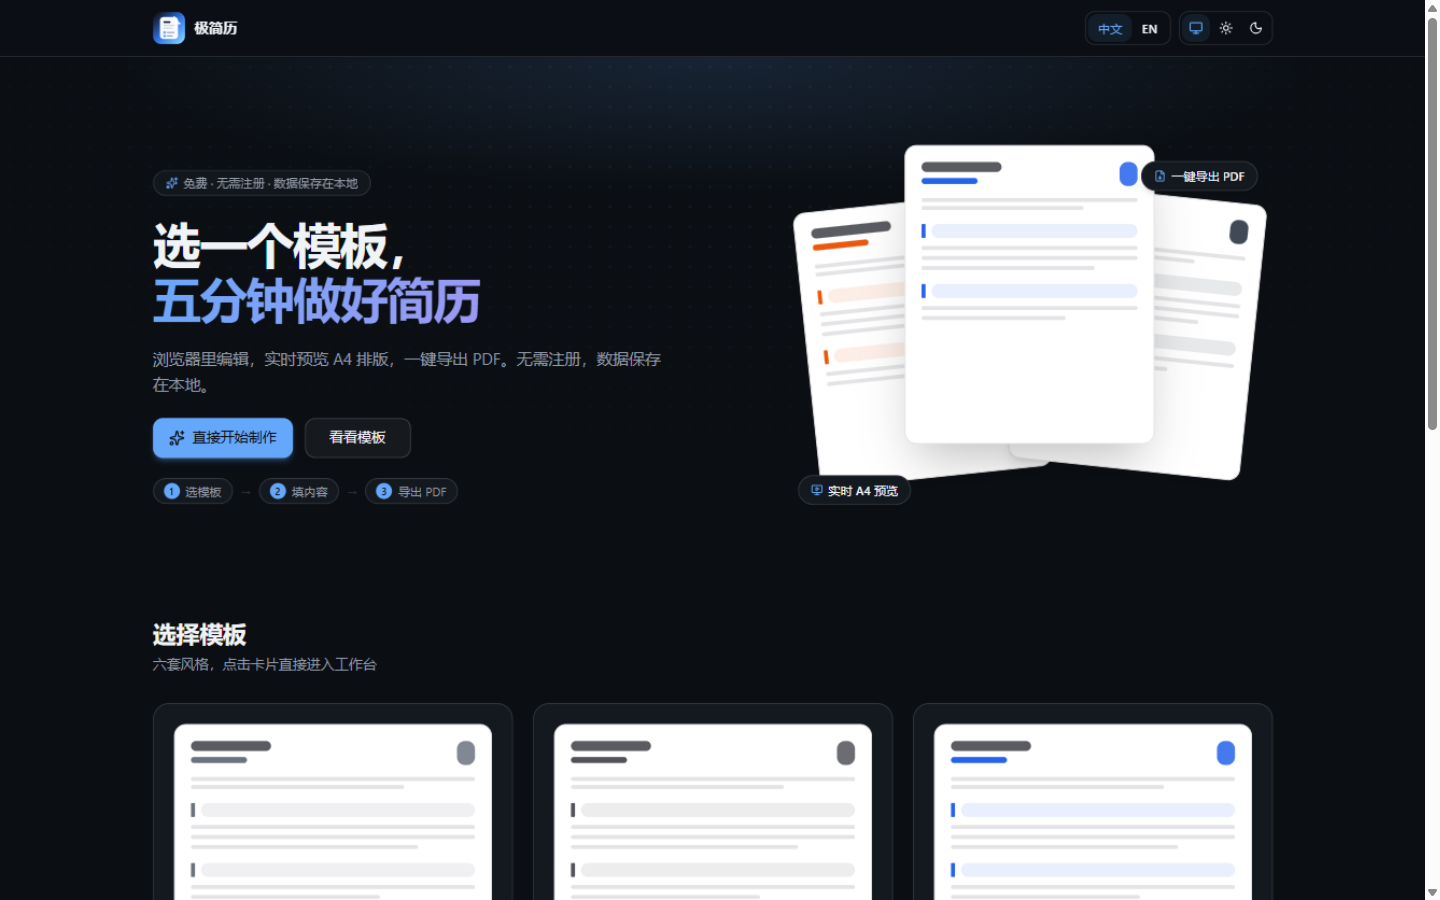 极简历
中文 EN
免费 · 无需注册 · 数据保存在本地
选一个模板，
五分钟做好简历
浏览器里编辑，实时预览 A4 排版，一键导出 PDF。无需注册，数据保存
在本地。
直接开始制作 看看模板
1 选模板 → 2 填内容 → 3 导出 PDF
一键导出 PDF
实时 A4 预览
选择模板
六套风格，点击卡片直接进入工作台